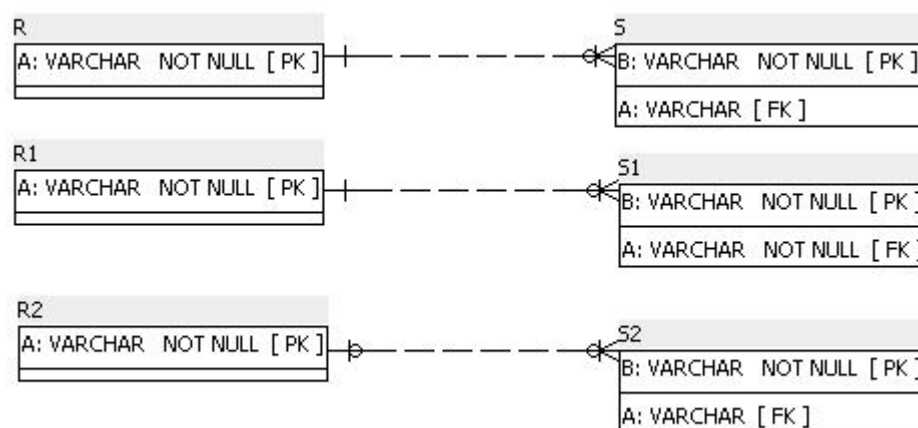 R
A: VARCHAR NOT NULL [ PK ]
S
B: VARCHAR NOT NULL [ PK ]
A: VARCHAR [ FK ]
R1
A: VARCHAR NOT NULL [ PK ]
S1
B: VARCHAR NOT NULL [ PK ]
A: VARCHAR NOT NULL [ FK ]
R2
A: VARCHAR NOT NULL [ PK ]
S2
B: VARCHAR NOT NULL [ PK ]
A: VARCHAR [ FK ]